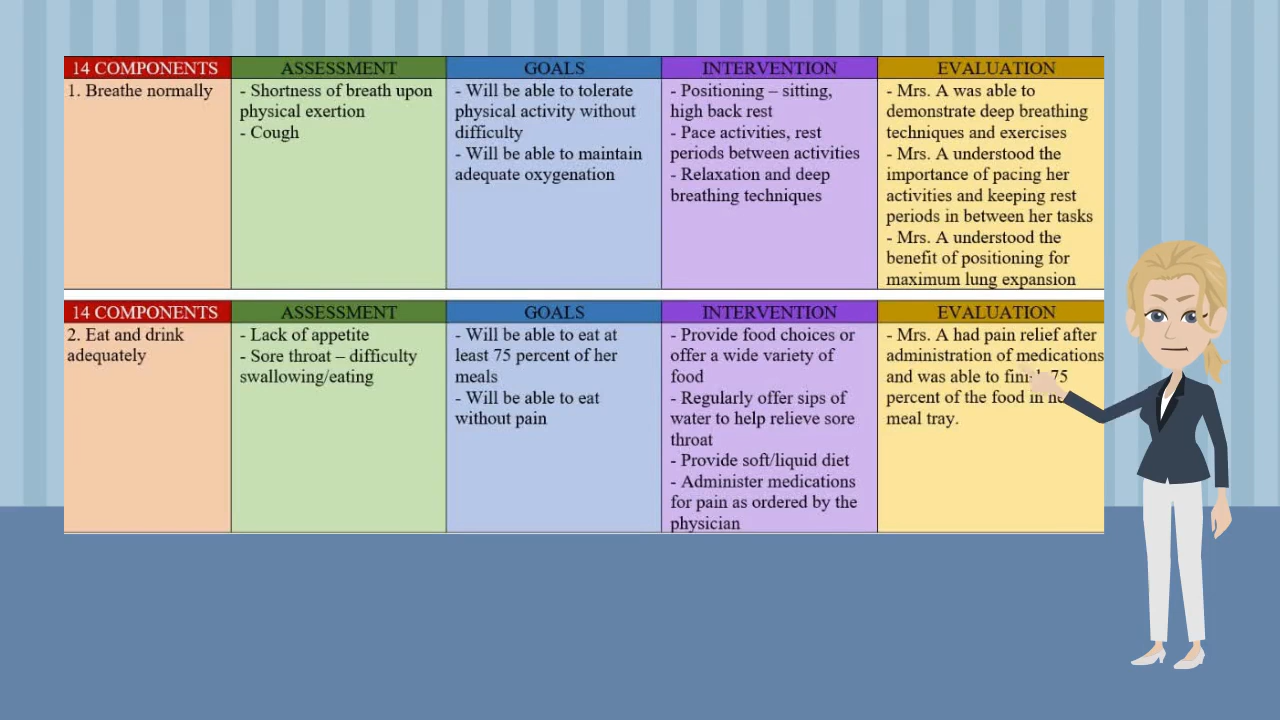 14 COMPONENTS
ASSESSMENT
GOALS
INTERVENTION
EVALUATION
1. Breathe normally
- Shortness of breath upon
physical exertion
- Cough
- Will be able to tolerate
physical activity without
difficulty
- Will be able to maintain
adequate oxygenation
- Positioning – sitting,
high back rest
- Pace activities, rest
periods between activities
- Relaxation and deep
breathing techniques
- Mrs. A was able to
demonstrate deep breathing
techniques and exercises
- Mrs. A understood the
importance of pacing her
activities and keeping rest
periods in between her tasks
- Mrs. A understood the
benefit of positioning for
maximum lung expansion
14 COMPONENTS
ASSESSMENT
GOALS
INTERVENTION
EVALUATION
2. Eat and drink
adequately
- Lack of appetite
- Sore throat – difficulty
swallowing/eating
- Will be able to eat at
least 75 percent of her
meals
- Will be able to eat
without pain
- Provide food choices or
offer a wide variety of
food
- Regularly offer sips of
water to help relieve sore
throat
- Provide soft/liquid diet
- Administer medications
for pain as ordered by the
physician
- Mrs. A had pain relief after
administration of medications
and was able to 75
percent of the food in
meal tray.